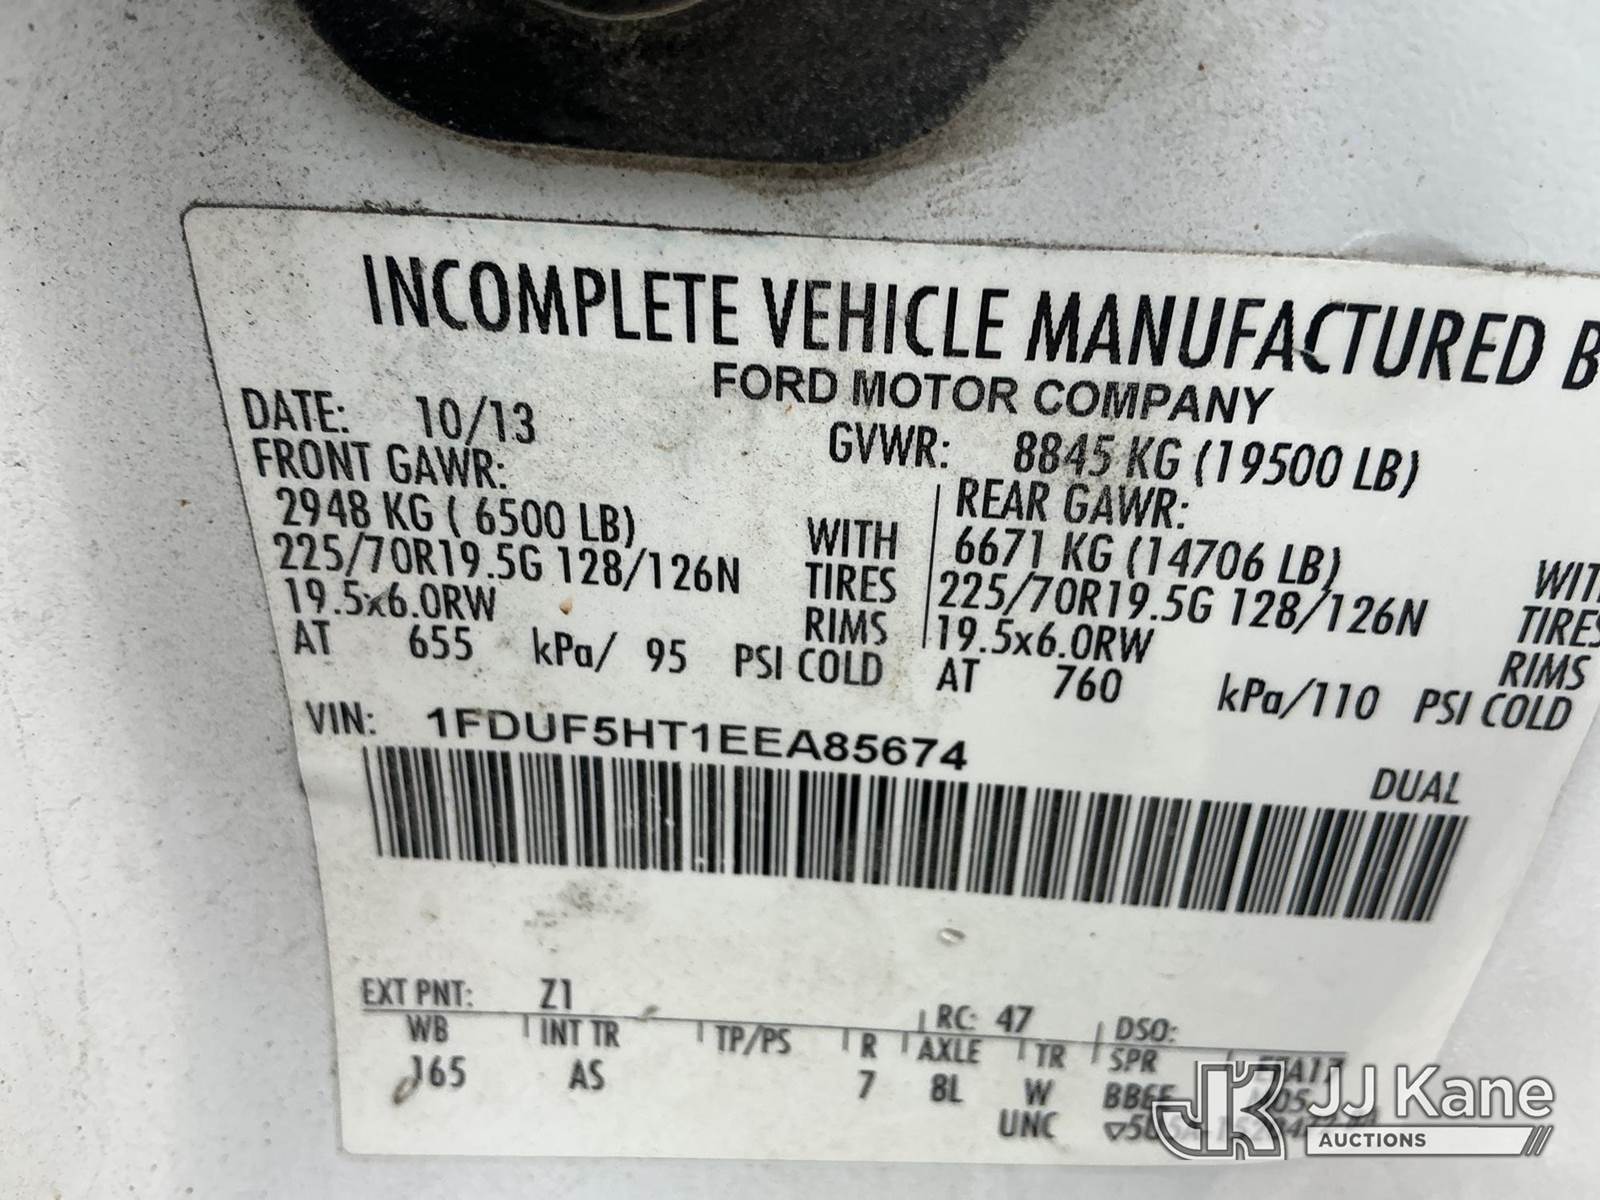 INCOMPLETE VEHICLE MANUFACTURED B
FORD MOTOR COMPANY
DATE: 10/13 GVWR: 8845 KG (19500 LB)
FRONT GAWR: REAR GAWR:
2948 KG ( 6500 LB) WITH 6671 KG (14706 LB) WIT
225/70R19.5G 128/126N TIRES 225/70R19.5G 128/126N TIRES
19.5x6.0RW RIMS 19.5x6.0RW RIMS
AT 655 kPa/ 95 PSI COLD AT 760 kPa/110 PSI COLD
VIN: 1FDUF5HT1EEA85674
DUAL
EXT PNT: Z1 RC: 47 DSO:
WB INT TR TP/PS R AXLE TR SPR
165 AS 7 8L W
UNC
JJ Kane
AUCTIONS